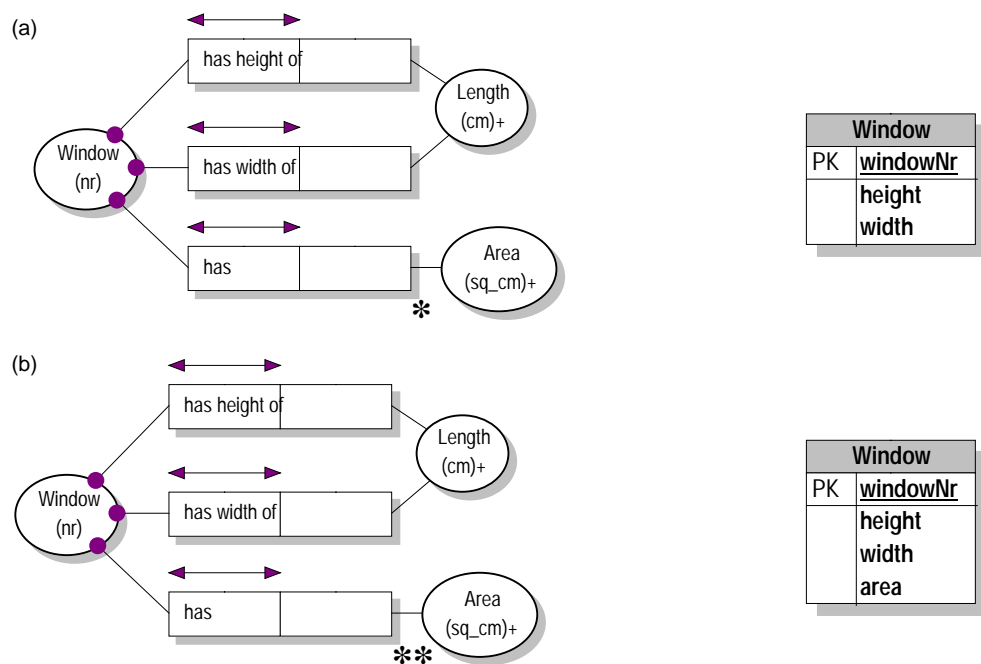 (a)
has height of
Length
(cm)+
Window
(nr)
has width of
has
Area
(sq_cm)+
*
Window
PK windowNr
height
width
(b)
has height of
Length
(cm)+
Window
(nr)
has width of
has
Area
(sq_cm)+
**
Window
PK windowNr
height
width
area